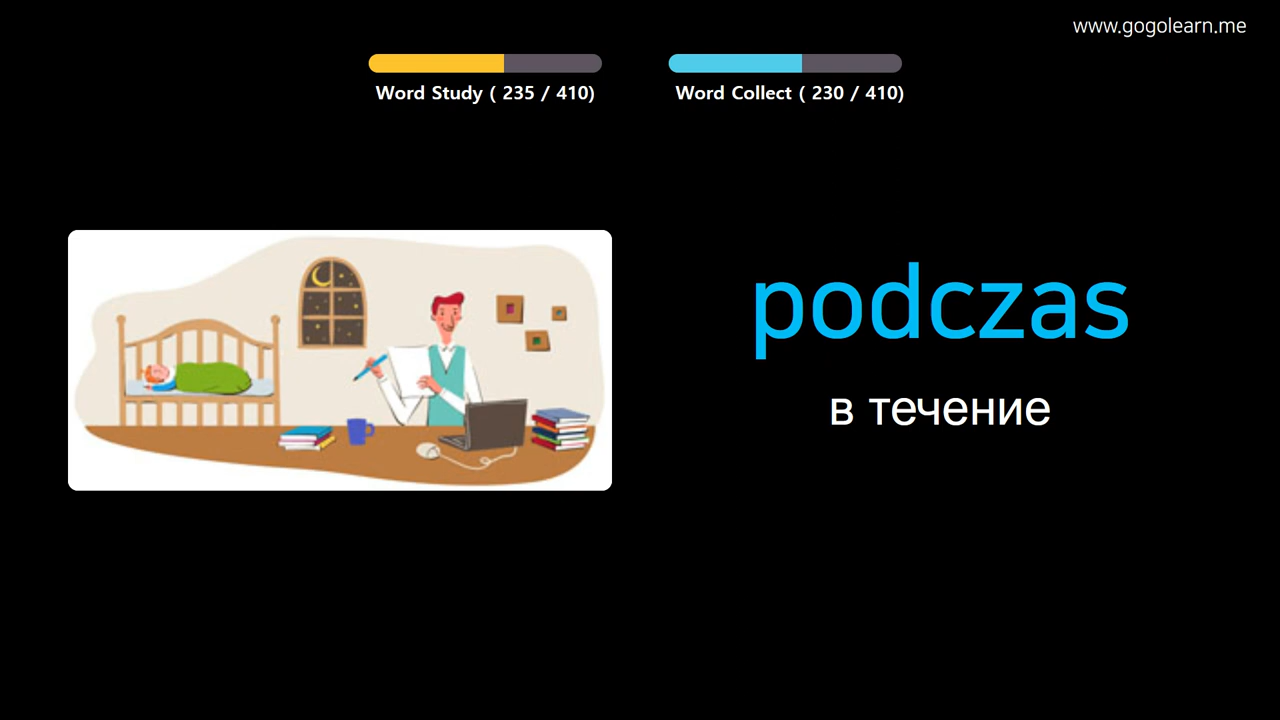 www.gogolearn.me
Word Study ( 235 / 410)
Word Collect ( 230 / 410)
podczas
в течение